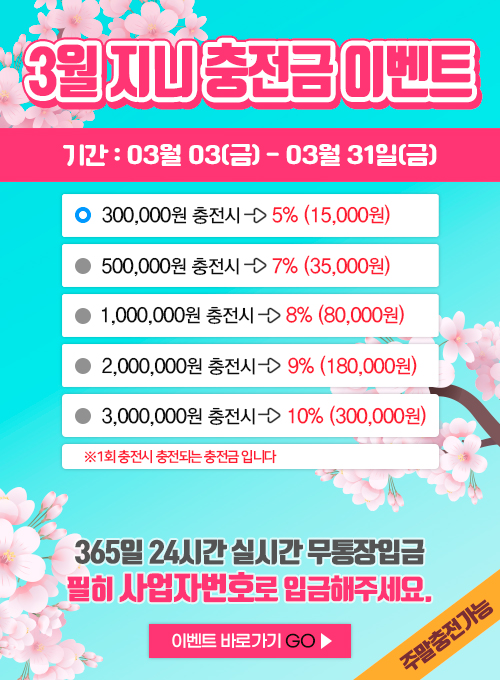 3월 지니 충전금 이벤트
기간 : 03월 03(금) - 03월 31일(금)
300,000원 충전시 -> 5% (15,000원)
500,000원 충전시 -> 7% (35,000원)
1,000,000원 충전시 -> 8% (80,000원)
2,000,000원 충전시 -> 9% (180,000원)
3,000,000원 충전시 -> 10% (300,000원)
※1회 충전시 충전되는 충전금 입니다
365일 24시간 실시간 무통장입금
필히 사업자번호로 입금해주세요.
이벤트 바로가기 GO ▶
주말충전가능